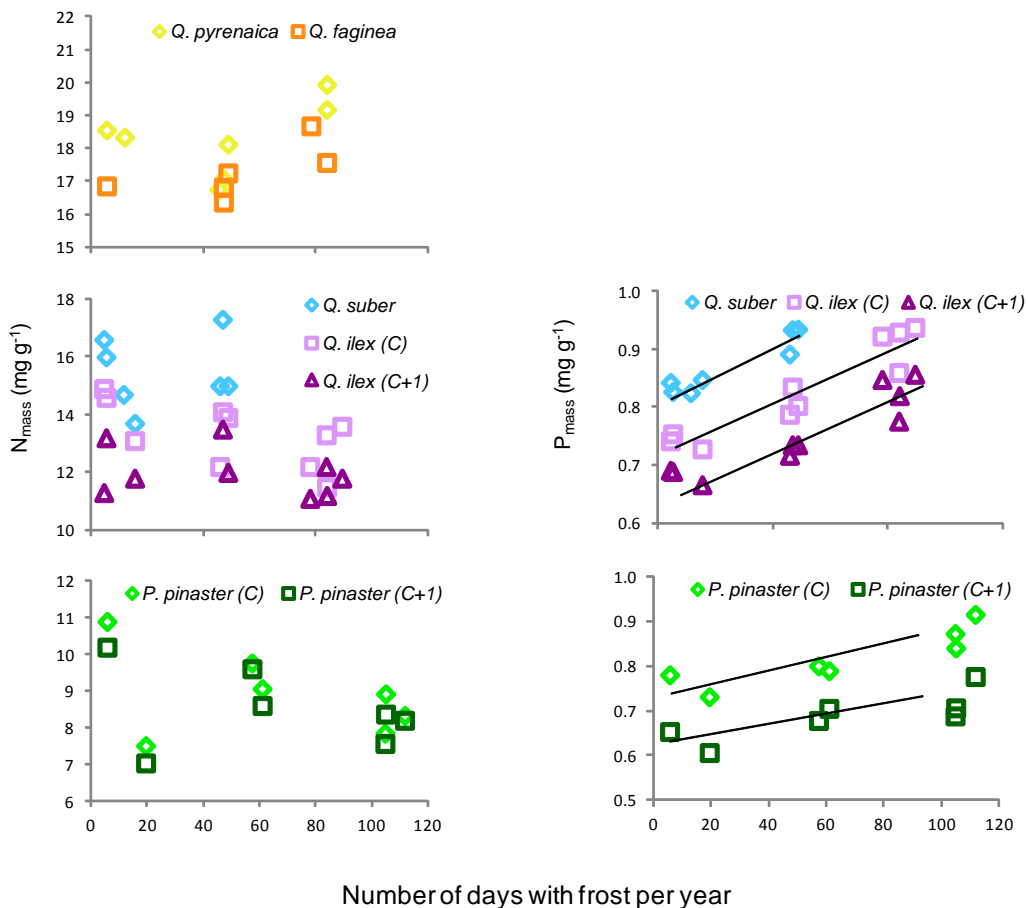 22
21
20
19
18
17
16
15
Q. pyrenaica Q. faginea
N_mass (mg g⁻¹)
18
16
14
12
10
Q. suber
Q. ilex (C)
Q. ilex (C+1)
P_mass (mg g⁻¹)
1.0
0.9
0.8
0.7
0.6
Q. suber Q. ilex (C) Q. ilex (C+1)
12
11
10
9
8
7
6
P. pinaster (C) P. pinaster (C+1)
0 20 40 60 80 100 120
1.0
0.9
0.8
0.7
0.6
0.5
P. pinaster (C) P. pinaster (C+1)
0 20 40 60 80 100 120
Number of days with frost per year